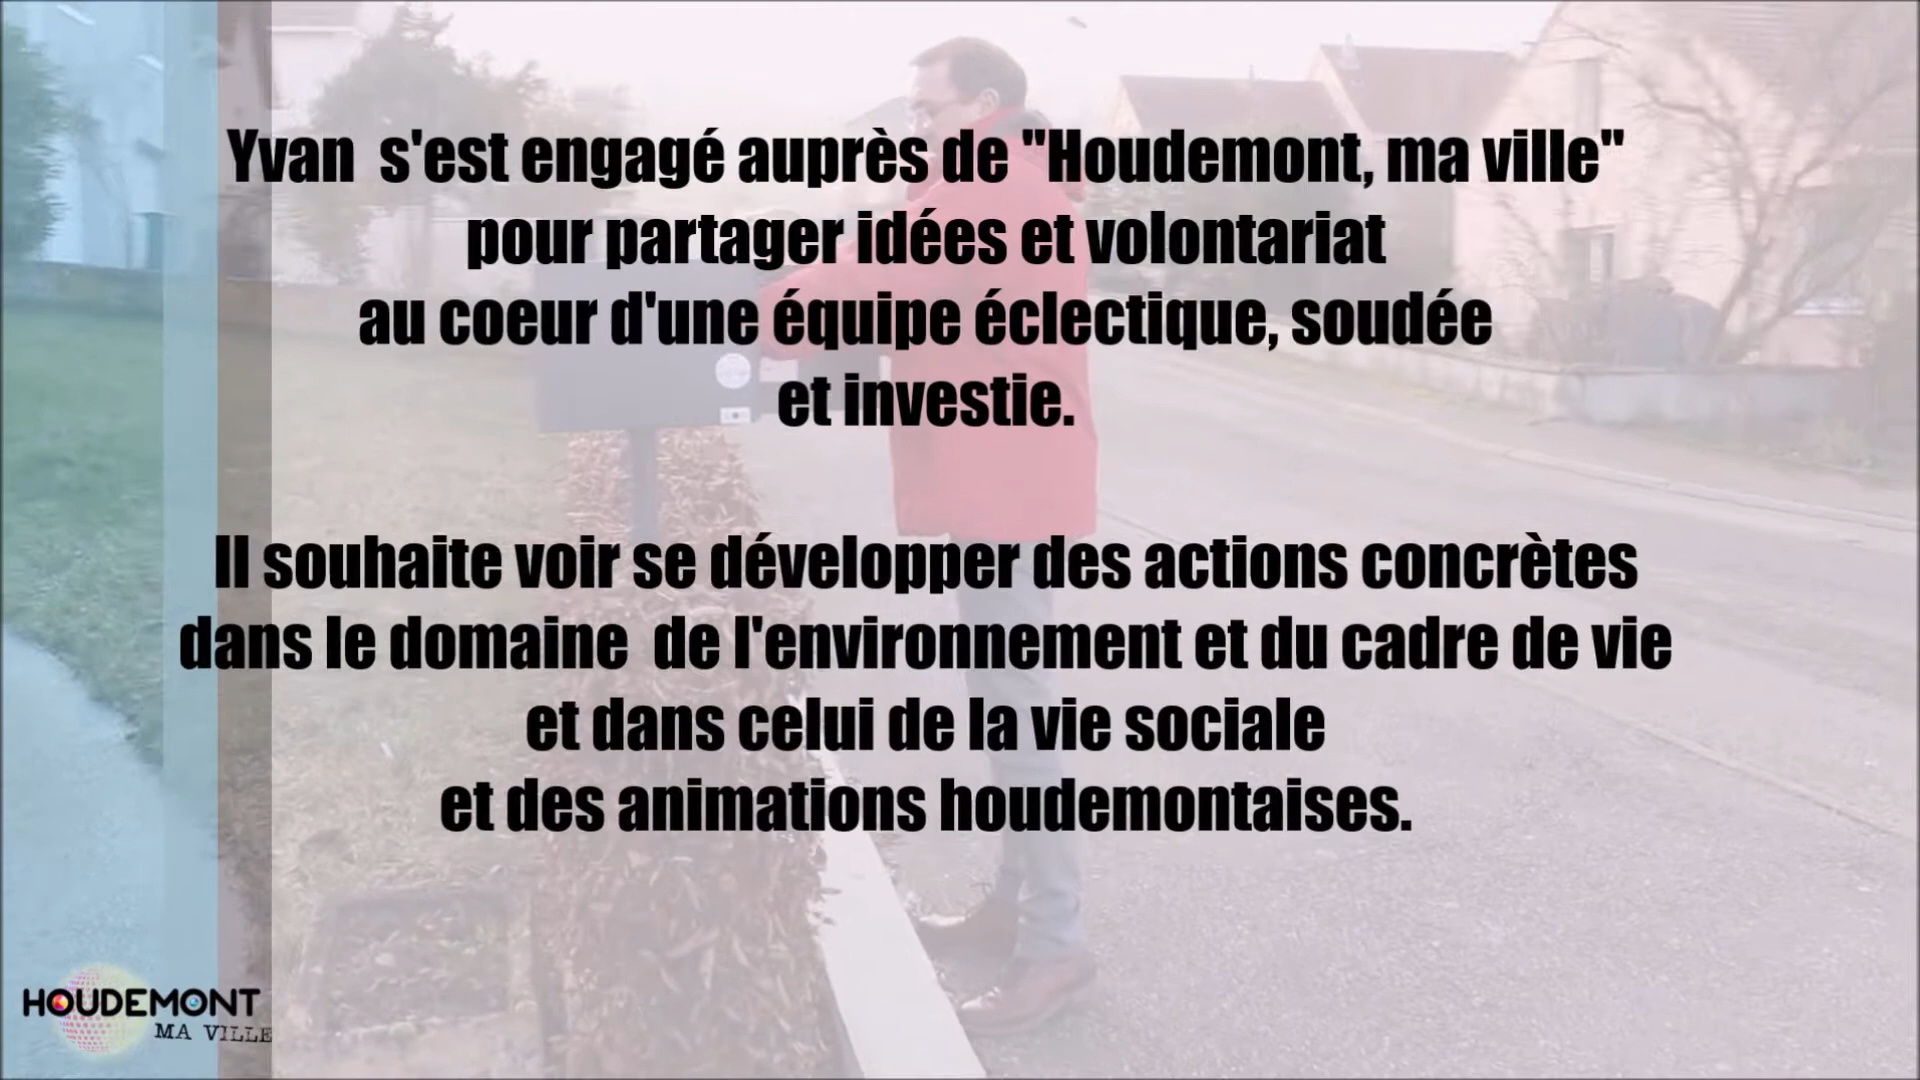 Yvan  s'est engagé auprès de "Houdemont, ma ville"
pour partager idées et volontariat
au coeur d'une équipe éclectique, soudée
et investie.
Il souhaite voir se développer des actions concrètes
dans le domaine  de l'environnement et du cadre de vie
et dans celui de la vie sociale
et des animations houdemontaises.
HOUDEMONT
MA VILLE